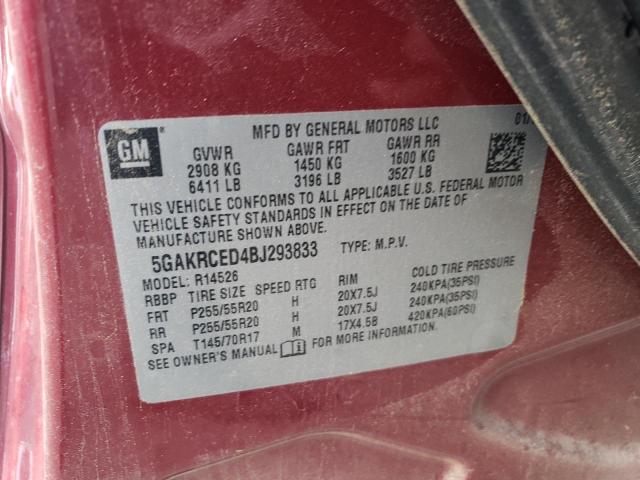 GM
MFD BY GENERAL MOTORS LLC 01/
GVWR GAWR FRT GAWR RR
2908 KG 1450 KG 1600 KG
6411 LB 3196 LB 3527 LB
THIS VEHICLE CONFORMS TO ALL APPLICABLE U.S. FEDERAL MOTOR
VEHICLE SAFETY STANDARDS IN EFFECT ON THE DATE OF
MANUFACTURE SHOWN ABOVE.
5GAKRCED4BJ293833 TYPE: M.P.V.
MODEL: R14526
RBBP TIRE SIZE SPEED RTG RIM COLD TIRE PRESSURE
FRT P255/55R20 H 20X7.5J 240KPA(35PSI)
RR P255/55R20 H 20X7.5J 240KPA(35PSI)
SPA T145/70R17 M 17X4.5B 420KPA(60PSI)
SEE OWNER'S MANUAL FOR MORE INFORMATION.